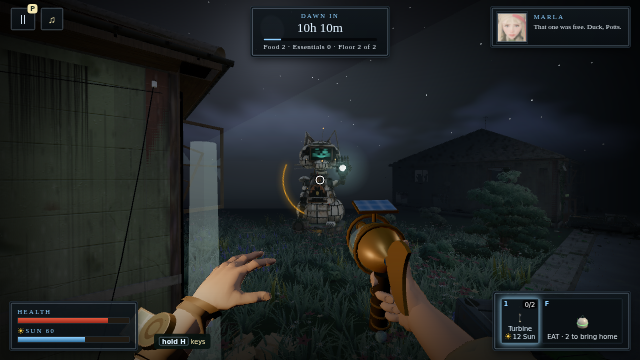 P
DAWN IN
10h 10m
Food 2 · Essentials 0 · Floor 2 of 2
MARLA
That one was free. Duck, Potts.
HEALTH
SUN 60
hold H keys
1 0/2
Turbine
12 Sun
F
EAT · 2 to bring home